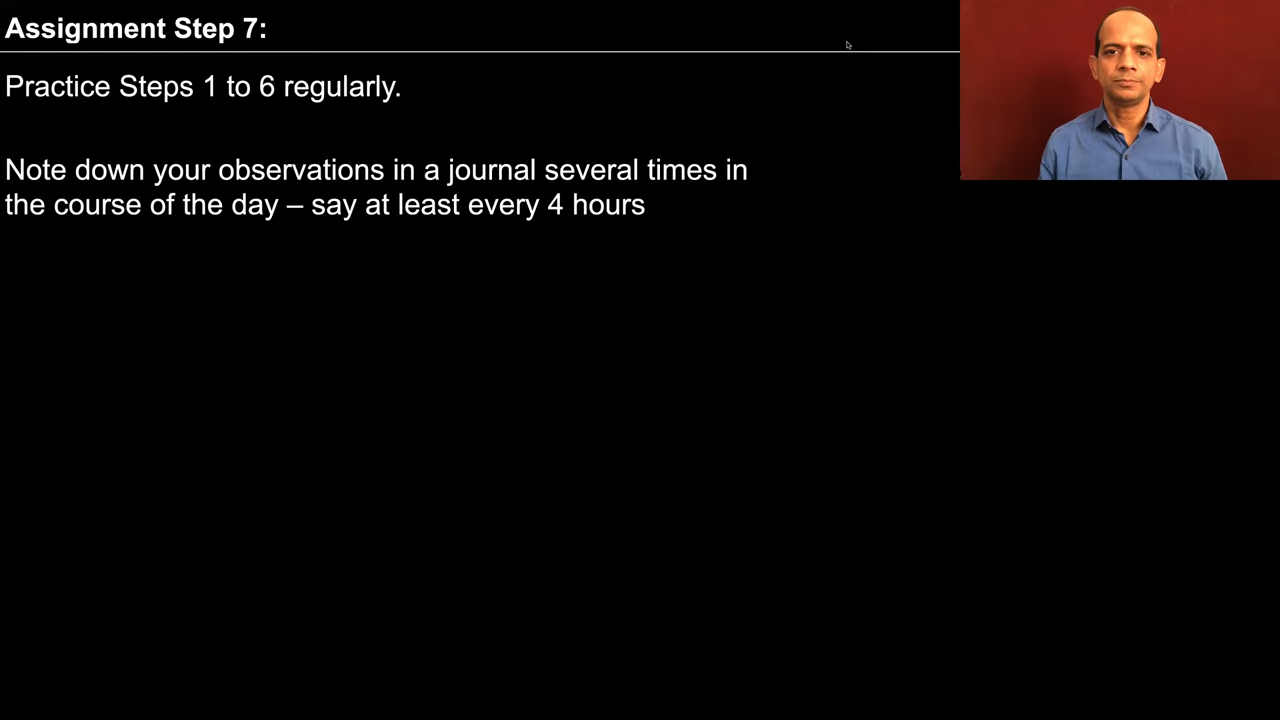 Assignment Step 7:
Practice Steps 1 to 6 regularly.
Note down your observations in a journal several times in
the course of the day – say at least every 4 hours